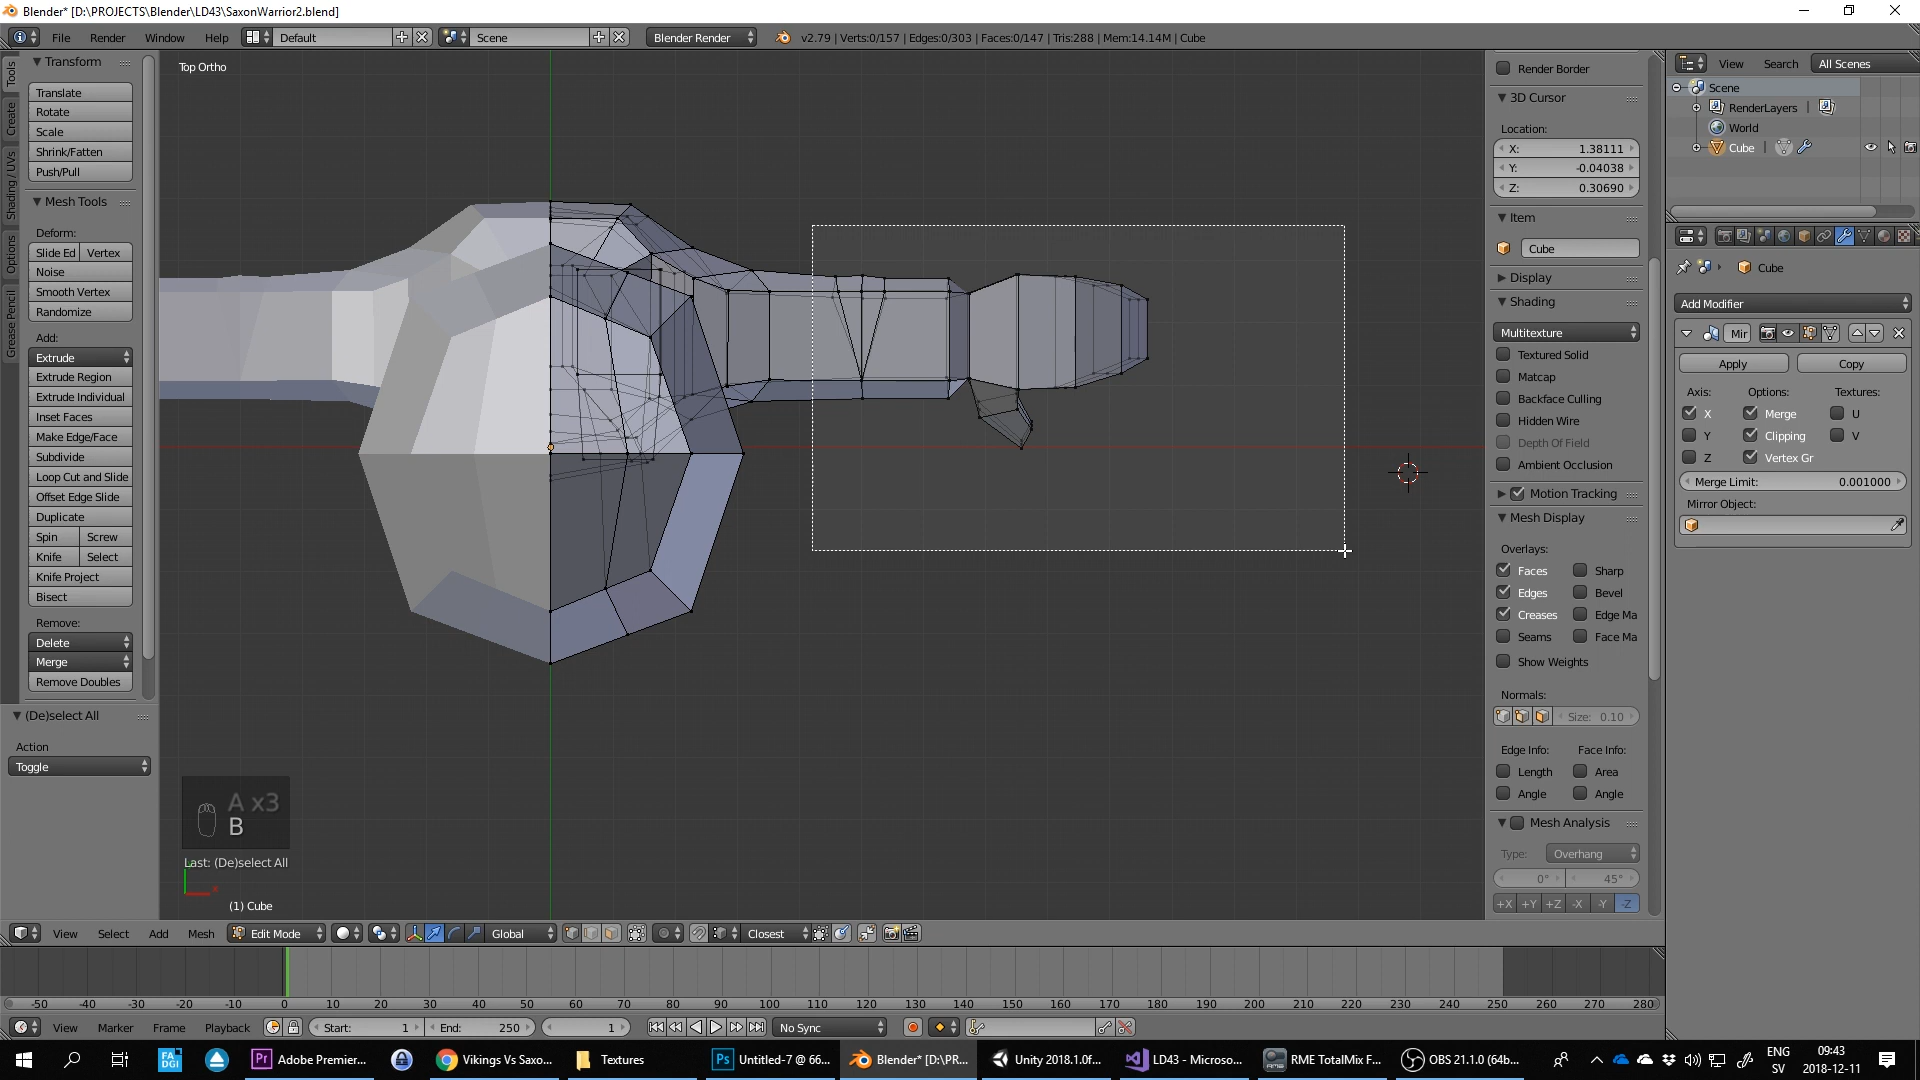 Blender* [D:\PROJECTS\Blender\LD43\SaxonWarrior2.blend]
File Render Window Help Default Scene Blender Render v2.79 | Verts:0/157 | Edges:0/303 | Faces:0/147 | Tris:288 | Mem:14.14M | Cube
Tools
Create
Shading / UVs
Options
Grease Pencil
Transform
Translate
Rotate
Scale
Shrink/Fatten
Push/Pull
Mesh Tools
Deform:
Slide Ed Vertex
Noise
Smooth Vertex
Randomize
Add:
Extrude
Extrude Region
Extrude Individual
Inset Faces
Make Edge/Face
Subdivide
Loop Cut and Slide
Offset Edge Slide
Duplicate
Spin Screw
Knife Select
Knife Project
Bisect
Remove:
Delete
Merge
Remove Doubles
(De)select All
Action
Toggle
Top Ortho
A x3
B
Last: (De)select All
(1) Cube
Render Border
3D Cursor
Location:
X: 1.38111
Y: -0.04038
Z: 0.30690
Item
Cube
Display
Shading
Multitexture
Textured Solid
Matcap
Backface Culling
Hidden Wire
Depth Of Field
Ambient Occlusion
Motion Tracking
Mesh Display
Overlays:
Faces Sharp
Edges Bevel
Creases Edge Ma
Seams Face Ma
Show Weights
Normals:
Size: 0.10
Edge Info: Face Info:
Length Area
Angle Angle
Mesh Analysis
Type: Overhang
0° 45°
+X +Y +Z -X -Y -Z
View Search All Scenes
Scene
RenderLayers |
World
Cube |
Cube
Add Modifier
Mir
Apply Copy
Axis: Options: Textures:
X Merge U
Y Clipping V
Z Vertex Gr
Merge Limit: 0.001000
Mirror Object:
View Select Add Mesh Edit Mode Global Closest
-50 -40 -30 -20 -10 0 10 20 30 40 50 60 70 80 90 100 110 120 130 140 150 160 170 180 190 200 210 220 230 240 250 260 270 280
View Marker Frame Playback Start: 1 End: 250 1 No Sync
FA DGI Pr Adobe Premier... Vikings Vs Saxo... Textures Ps Untitled-7 @ 66... Blender* [D:\PR... Unity 2018.1.0f... LD43 - Microso... RME TotalMix F... OBS 21.1.0 (64b... ENG 09:43
SV 2018-12-11